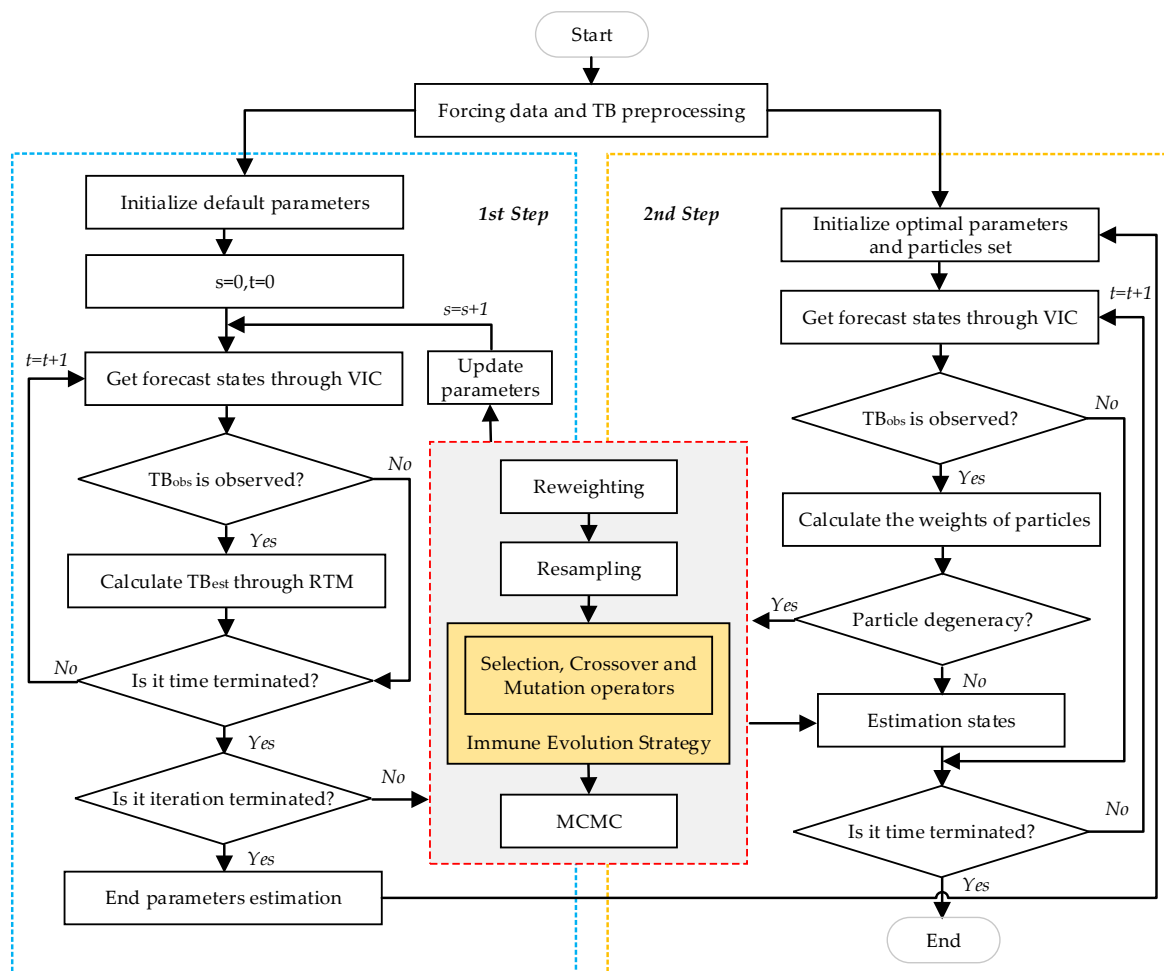 Start
Forcing data and TB preprocessing
1st Step
Initialize default parameters
s=0,t=0
s=s+1
t=t+1
Get forecast states through VIC
Update
parameters
TBobs is observed?
No
Yes
Calculate TBest through RTM
No
Is it time terminated?
Yes
Is it iteration terminated?
No
Yes
End parameters estimation
Reweighting
Resampling
Selection, Crossover and
Mutation operators
Immune Evolution Strategy
MCMC
2nd Step
Initialize optimal parameters
and particles set
t=t+1
Get forecast states through VIC
TBobs is observed?
No
Yes
Calculate the weights of particles
Yes
Particle degeneracy?
No
Estimation states
Is it time terminated?
No
Yes
End